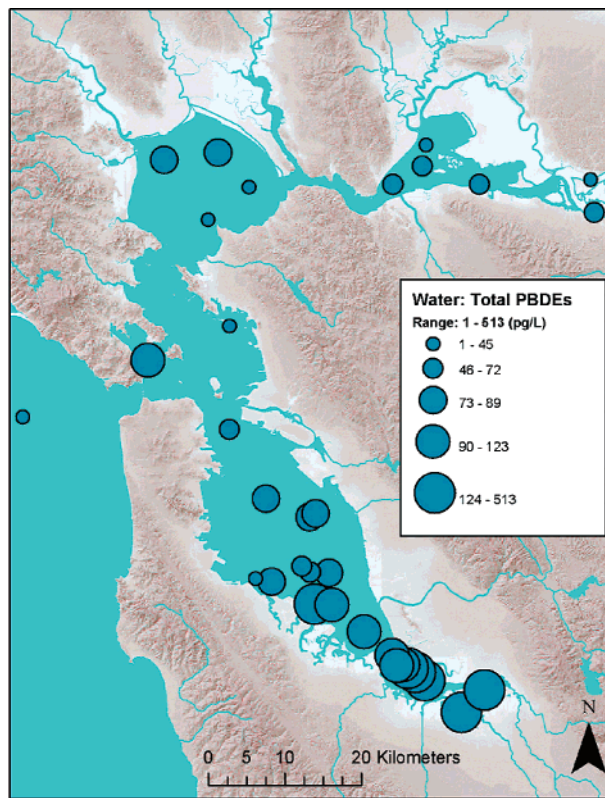 Water: Total PBDEs
Range: 1 - 513 (pg/L)
1 - 45
46 - 72
73 - 89
90 - 123
124 - 513
N
0 5 10 20 Kilometers